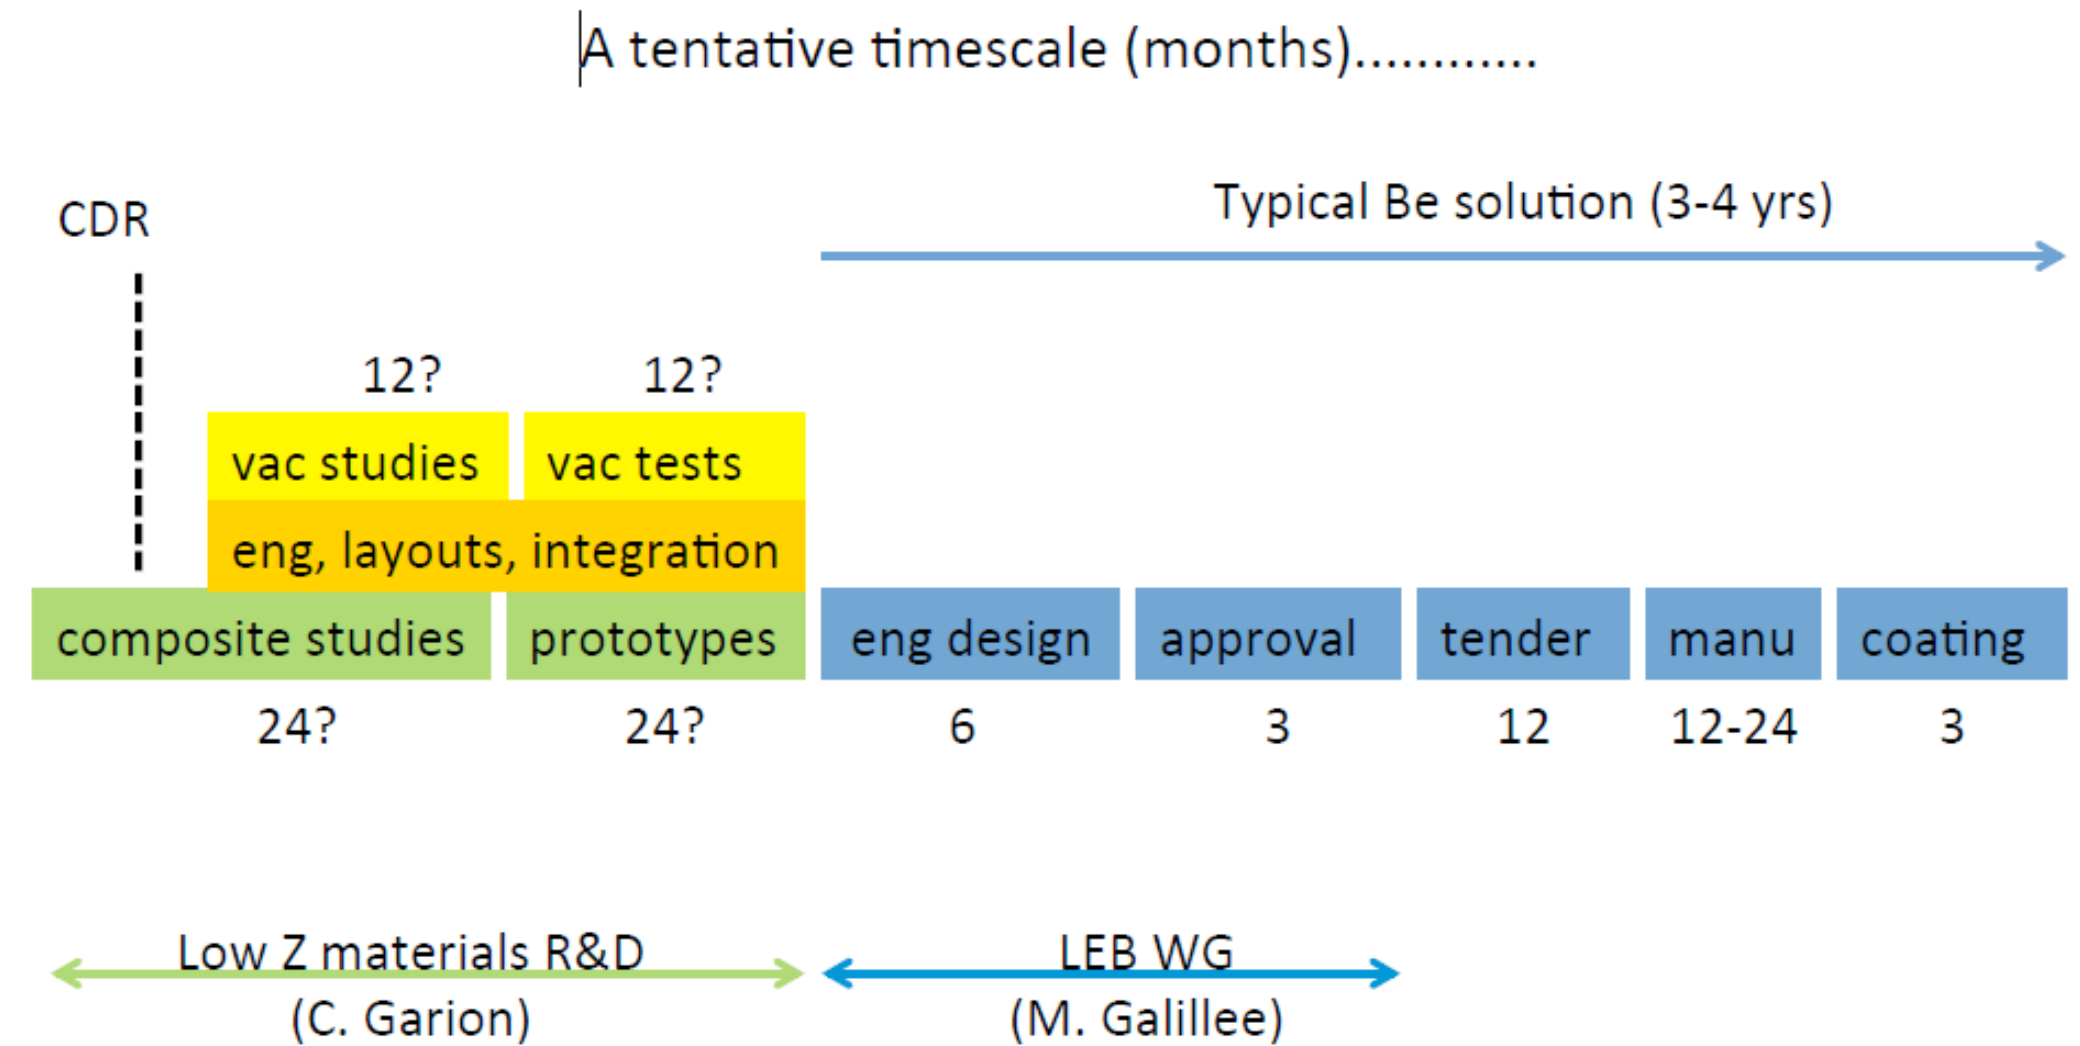 A tentative timescale (months)............
Typical Be solution (3-4 yrs)
CDR
12? 12?
vac studies vac tests
eng, layouts, integration
composite studies prototypes eng design approval tender manu coating
24? 24? 6 3 12 12-24 3
Low Z materials R&D LEB WG
(C. Garion) (M. Galillee)